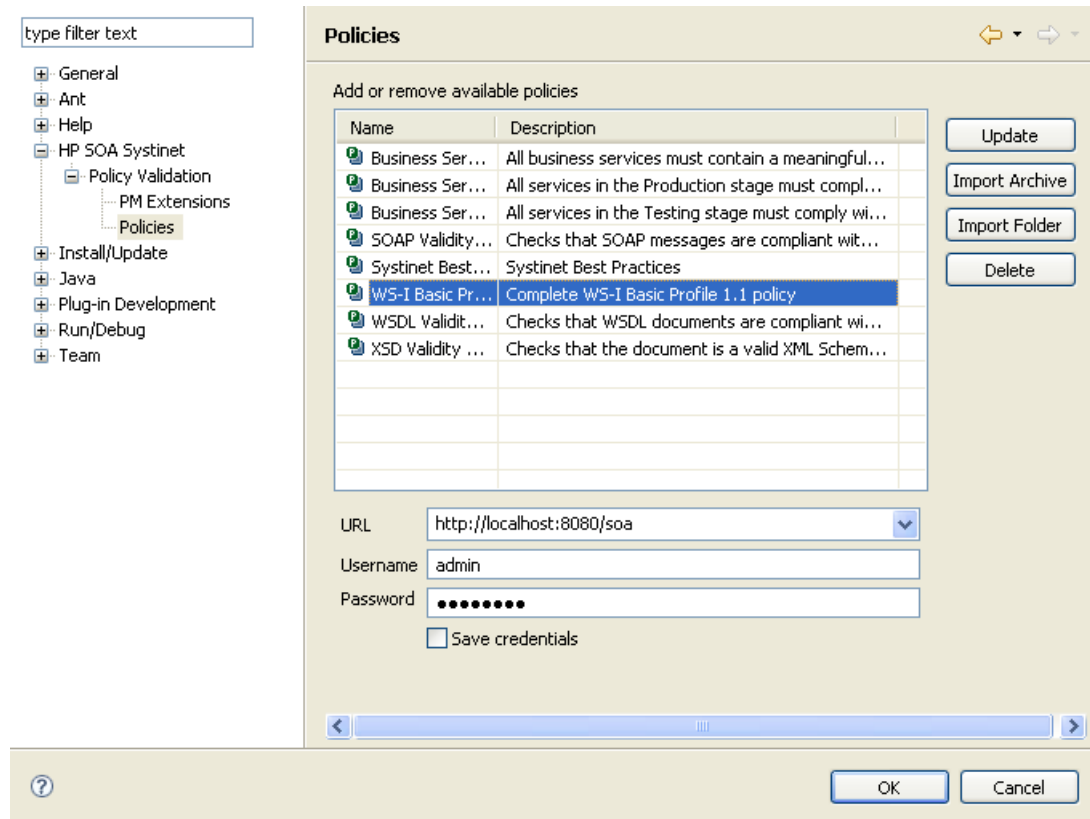 type filter text
General
Ant
Help
HP SOA Systinet
Policy Validation
PM Extensions
Policies
Install/Update
Java
Plug-in Development
Run/Debug
Team
Policies
Add or remove available policies
Name Description
Business Ser... All business services must contain a meaningful...
Business Ser... All services in the Production stage must compl...
Business Ser... All services in the Testing stage must comply wi...
SOAP Validity... Checks that SOAP messages are compliant wit...
Systinet Best... Systinet Best Practices
WS-I Basic Pr... Complete WS-I Basic Profile 1.1 policy
WSDL Validit... Checks that WSDL documents are compliant wi...
XSD Validity ... Checks that the document is a valid XML Schem...
Update
Import Archive
Import Folder
Delete
URL http://localhost:8080/soa
Username admin
Password ●●●●●●●●
Save credentials
OK Cancel